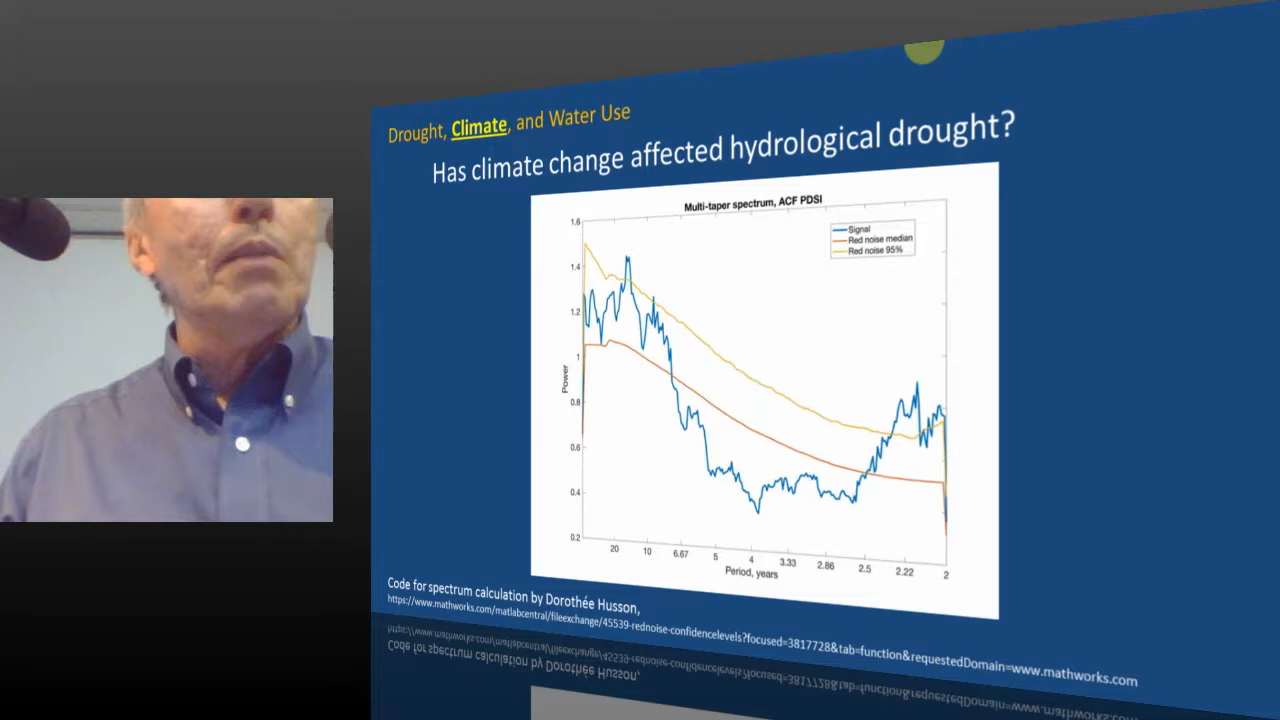 Drought, Climate, and Water Use
Has climate change affected hydrological drought?
Multi-taper spectrum, ACF PDSI
Signal
Red noise median
Red noise 95%
1.6
1.4
1.2
1
0.8
0.6
0.4
0.2
Power
20 10 6.67 5 4 3.33 2.86 2.5 2.22 2
Period, years
Code for spectrum calculation by Dorothée Husson,
https://www.mathworks.com/matlabcentral/fileexchange/45539-rednoise-confidencelevels?focused=3817728&tab=function&requestedDomain=www.mathworks.com